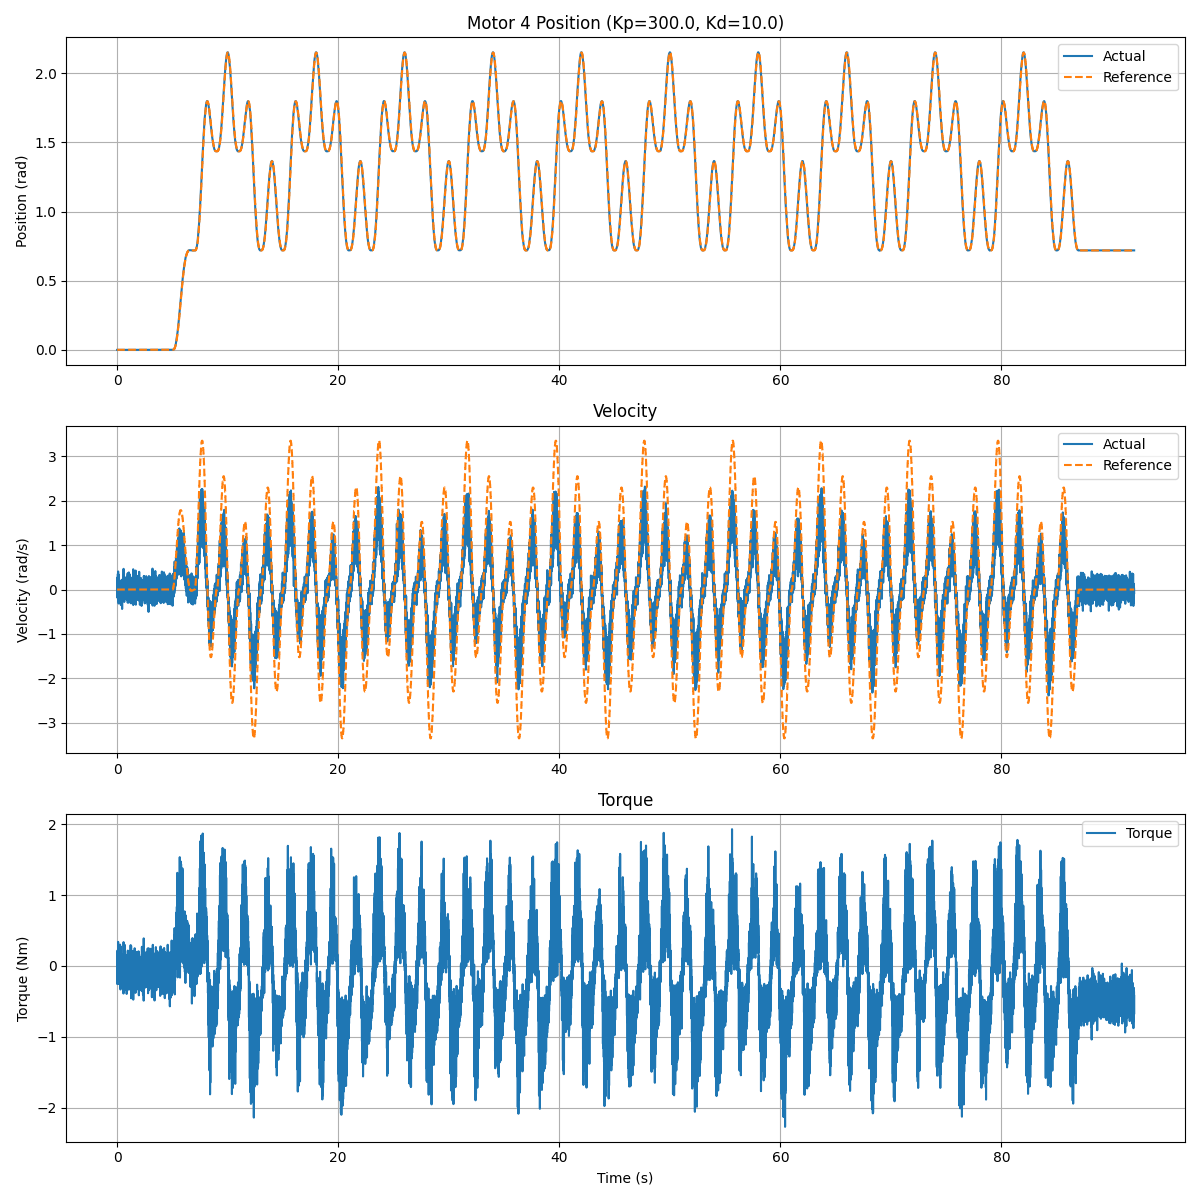 Motor 4 Position (Kp=300.0, Kd=10.0)
Position (rad)
2.0
1.5
1.0
0.5
0.0
Actual
Reference
0 20 40 60 80
Velocity
Velocity (rad/s)
3
2
1
0
−1
−2
−3
Actual
Reference
0 20 40 60 80
Torque
Torque (Nm)
2
1
0
−1
−2
Torque
0 20 40 60 80
Time (s)